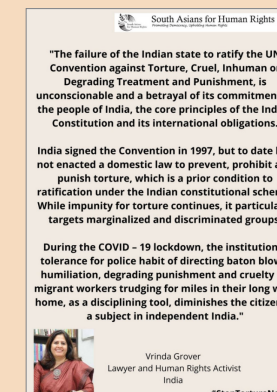 South Asians for Human Rights
Promoting Democracy, Upholding Human Rights
"The failure of the Indian state to ratify the UN
Convention against Torture, Cruel, Inhuman o
Degrading Treatment and Punishment, is
unconscionable and a betrayal of its commitmen
the people of India, the core principles of the Ind
Constitution and its international obligations.
India signed the Convention in 1997, but to date
not enacted a domestic law to prevent, prohibit a
punish torture, which is a prior condition to
ratification under the Indian constitutional schem
While impunity for torture continues, it particula
targets marginalized and discriminated groups
During the COVID – 19 lockdown, the institution
tolerance for police habit of directing baton blow
humiliation, degrading punishment and cruelty
migrant workers trudging for miles in their long w
home, as a disciplining tool, diminishes the citize
a subject in independent India."
Vrinda Grover
Lawyer and Human Rights Activist
India